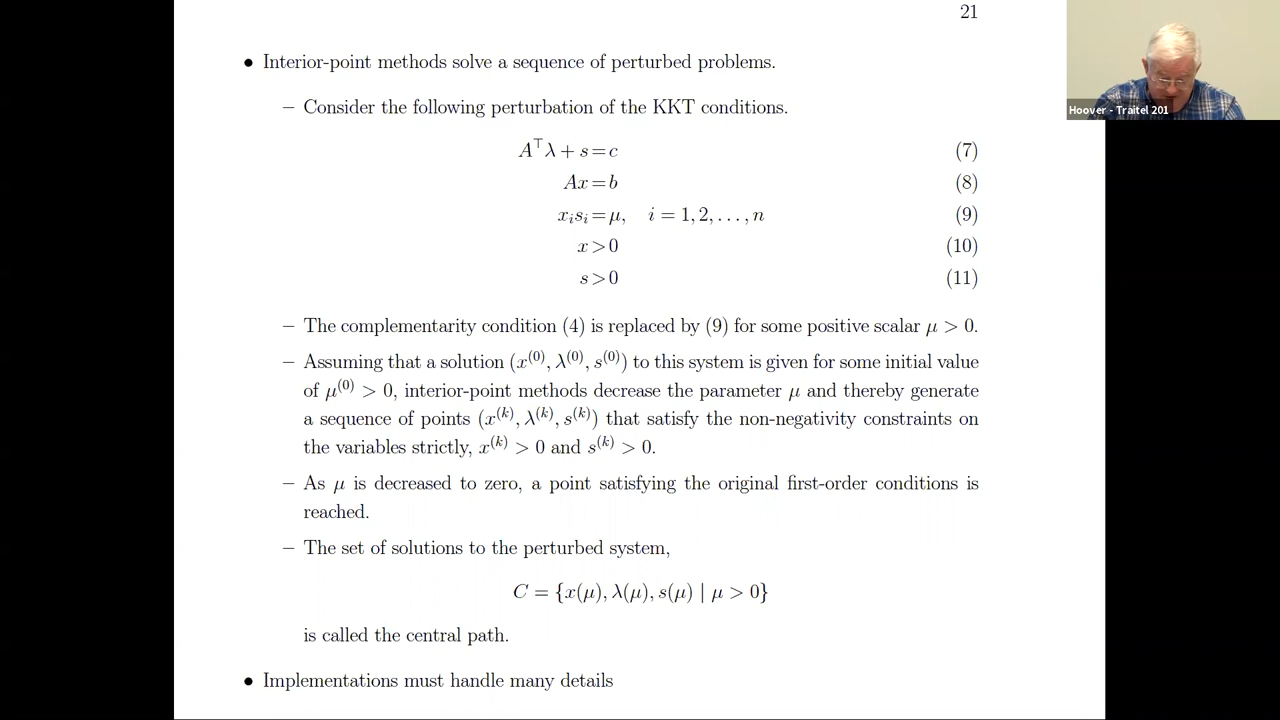 21
• Interior-point methods solve a sequence of perturbed problems.
– Consider the following perturbation of the KKT conditions.
A⊤λ + s = c (7)
Ax = b (8)
xᵢsᵢ = μ, i = 1, 2, . . . , n (9)
x > 0 (10)
s > 0 (11)
– The complementarity condition (4) is replaced by (9) for some positive scalar μ > 0.
– Assuming that a solution (x⁽⁰⁾, λ⁽⁰⁾, s⁽⁰⁾) to this system is given for some initial value
of μ⁽⁰⁾ > 0, interior-point methods decrease the parameter μ and thereby generate
a sequence of points (x⁽ᵏ⁾, λ⁽ᵏ⁾, s⁽ᵏ⁾) that satisfy the non-negativity constraints on
the variables strictly, x⁽ᵏ⁾ > 0 and s⁽ᵏ⁾ > 0.
– As μ is decreased to zero, a point satisfying the original first-order conditions is
reached.
– The set of solutions to the perturbed system,
C = {x(μ), λ(μ), s(μ) | μ > 0}
is called the central path.
• Implementations must handle many details
Hoover - Traitel 201